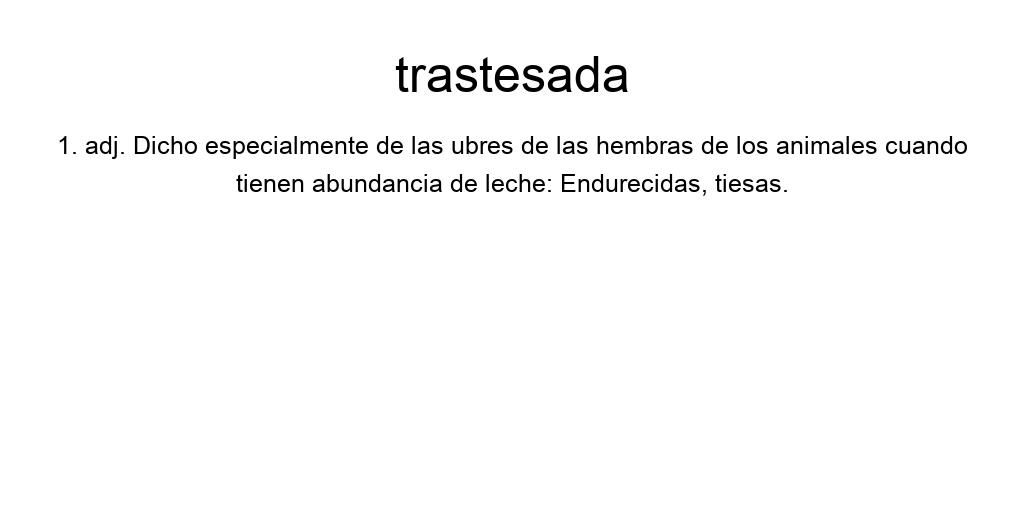 trastesada
1. adj. Dicho especialmente de las ubres de las hembras de los animales cuando
tienen abundancia de leche: Endurecidas, tiesas.